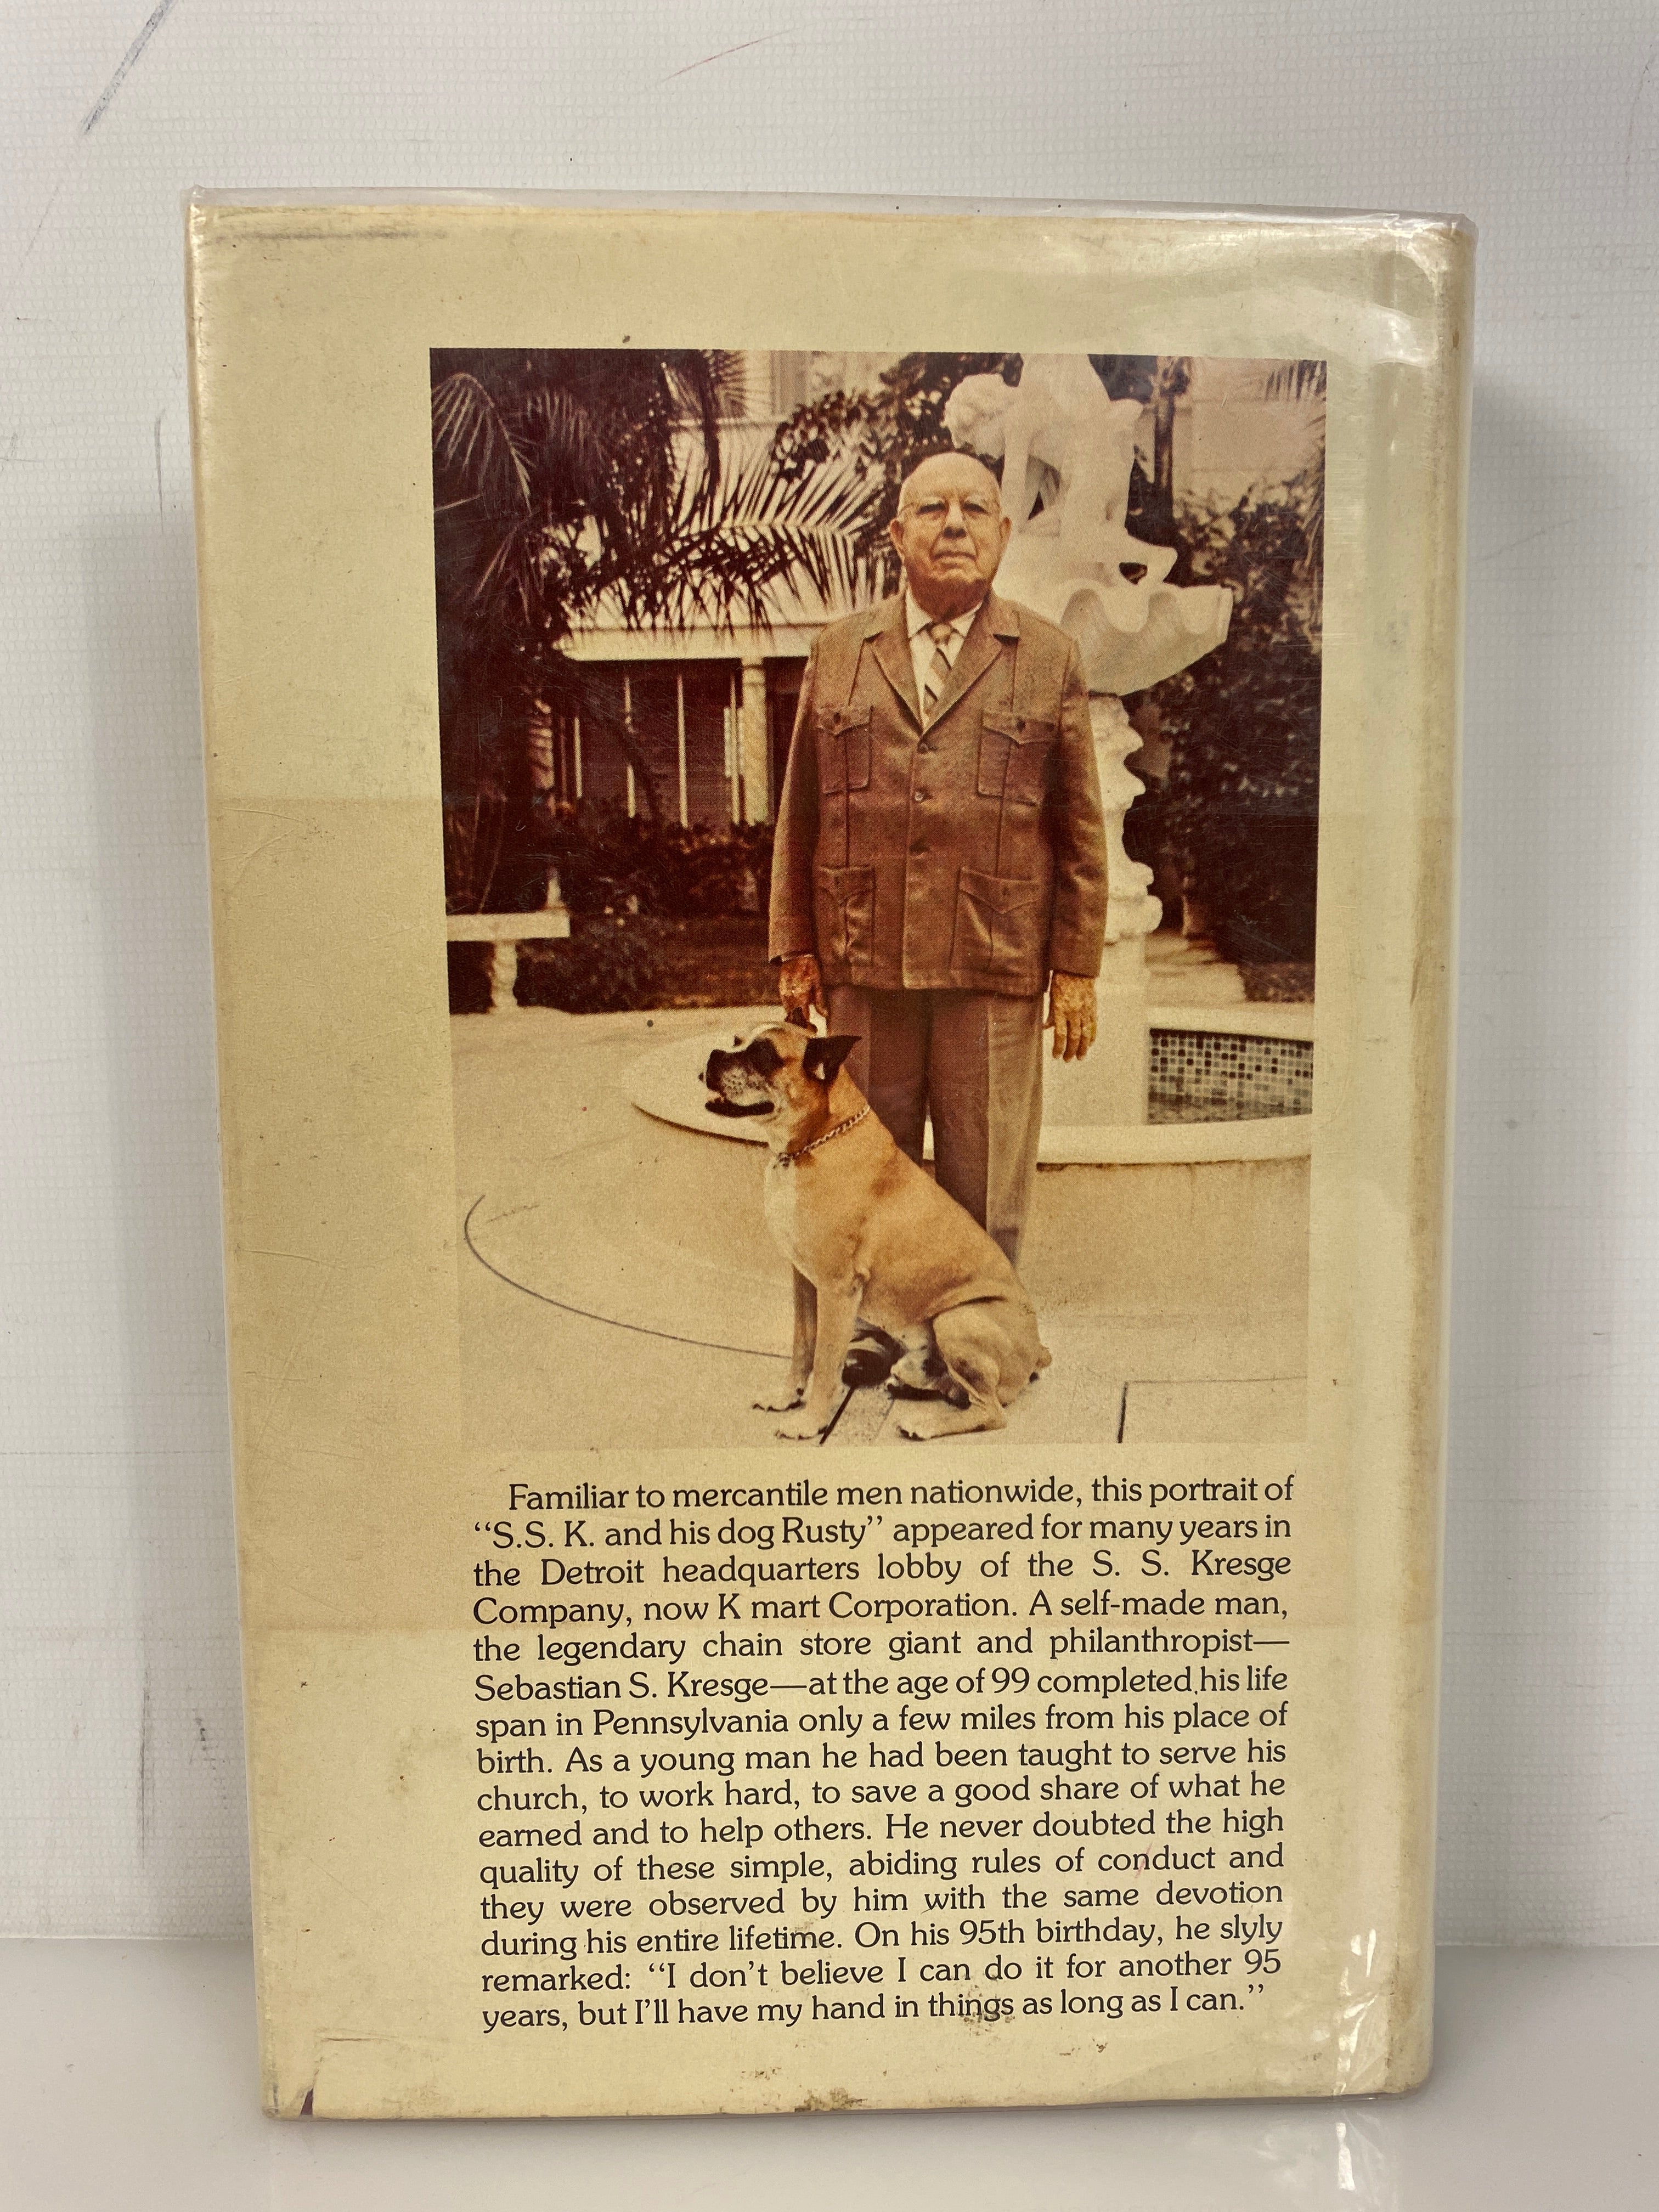 Familiar to mercantile men nationwide, this portrait of
“S.S. K. and his dog Rusty” appeared for many years in
the Detroit headquarters lobby of the S. S. Kresge
Company, now K mart Corporation. A self-made man,
the legendary chain store giant and philanthropist—
Sebastian S. Kresge—at the age of 99 completed his life
span in Pennsylvania only a few miles from his place of
birth. As a young man he had been taught to serve his
church, to work hard, to save a good share of what he
earned and to help others. He never doubted the high
quality of these simple, abiding rules of conduct and
they were observed by him with the same devotion
during his entire lifetime. On his 95th birthday, he slyly
remarked: “I don’t believe I can do it for another 95
years, but I’ll have my hand in things as long as I can.”